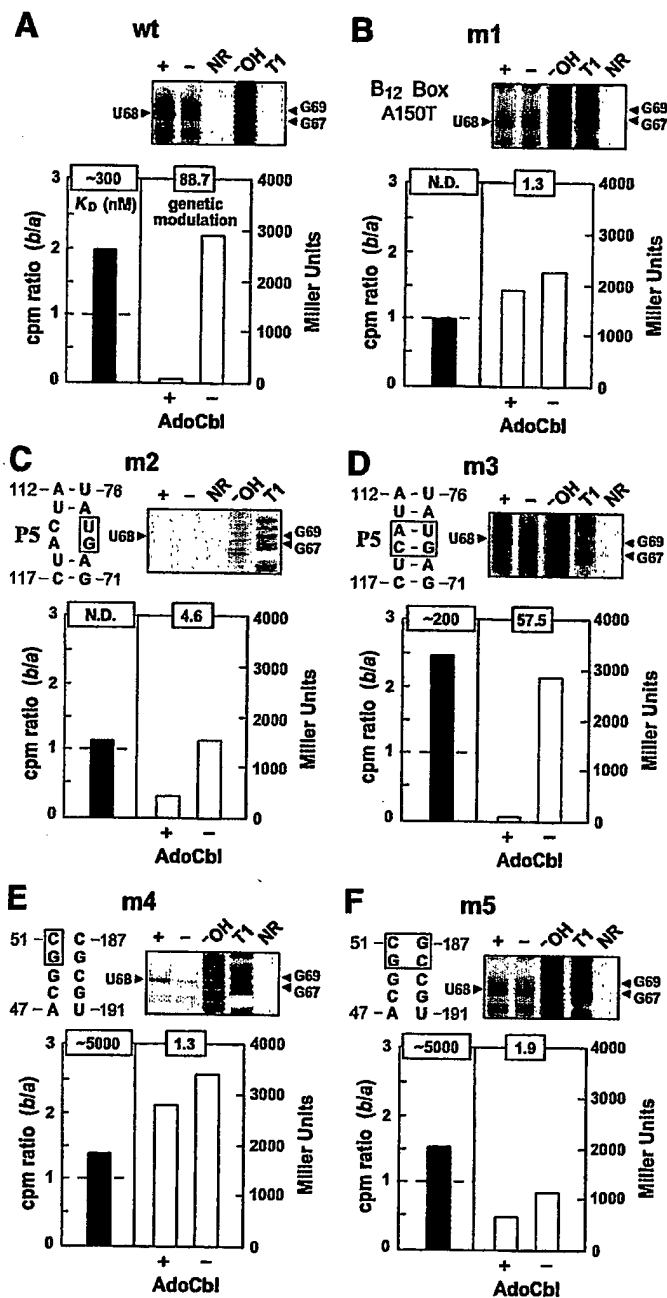 A
wt
+ − NR -OH T1
U68
G69
G67
~300
88.7
K_D (nM)
genetic modulation
cpm ratio (b/a)
3
2
1
0
4000
3000
2000
1000
0
Miller Units
+ −
AdoCbl
B
m1
+ − -OH T1 NR
B12 Box
A150T
U68
G69
G67
N.D.
1.3
cpm ratio (b/a)
3
2
1
0
4000
3000
2000
1000
0
Miller Units
+ −
AdoCbl
C
m2
+ − NR -OH T1
112–A-U–76
U A
C U
P5
A G
U A
117–C-G–71
U68
G69
G67
N.D.
4.6
cpm ratio (b/a)
3
2
1
0
4000
3000
2000
1000
0
Miller Units
+ −
AdoCbl
D
m3
+ − -OH T1 NR
112–A-U–76
U-A
A-U
P5
C-G
U-A
117–C-G–71
U68
G69
G67
~200
57.5
cpm ratio (b/a)
3
2
1
0
4000
3000
2000
1000
0
Miller Units
+ −
AdoCbl
E
m4
+ − -OH T1 NR
51–C C–187
G G
G C
C G
47–A U–191
U68
G69
G67
~5000
1.3
cpm ratio (b/a)
3
2
1
0
4000
3000
2000
1000
0
Miller Units
+ −
AdoCbl
F
m5
+ − -OH T1 NR
51–C G–187
G C
G C
C G
47–A U–191
U68
G69
G67
~5000
1.9
cpm ratio (b/a)
3
2
1
0
4000
3000
2000
1000
0
Miller Units
+ −
AdoCbl